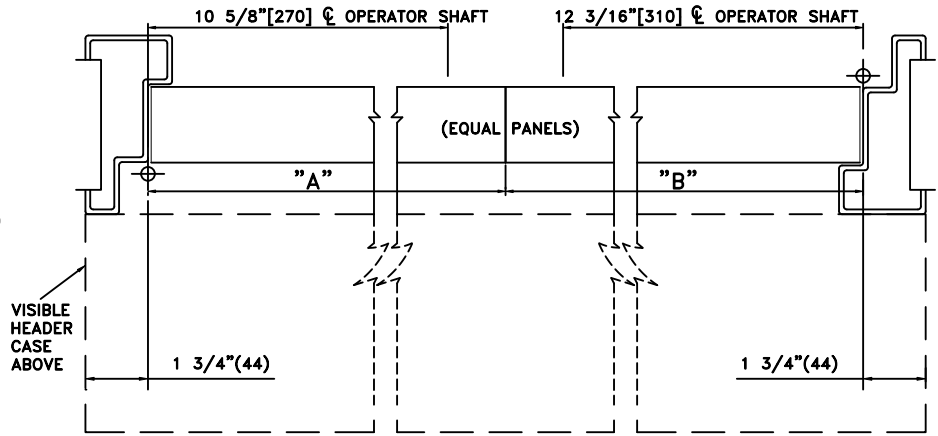 10 5/8"[270] ℄ OPERATOR SHAFT
12 3/16"[310] ℄ OPERATOR SHAFT
(EQUAL PANELS)
"A"
"B"
VISIBLE
HEADER
CASE
ABOVE
1 3/4"(44)
1 3/4"(44)